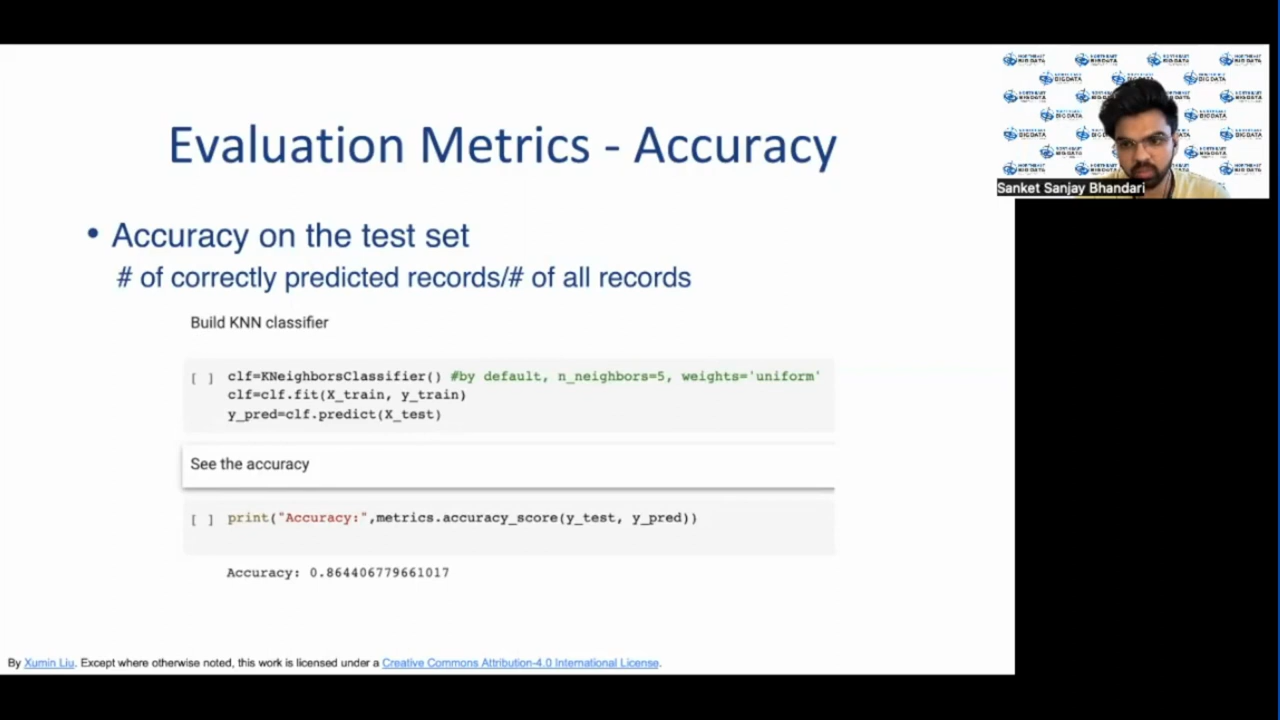 Evaluation Metrics - Accuracy
• Accuracy on the test set
# of correctly predicted records/# of all records
Build KNN classifier
[ ] clf=KNeighborsClassifier() #by default, n_neighbors=5, weights='uniform'
clf=clf.fit(X_train, y_train)
y_pred=clf.predict(X_test)
See the accuracy
[ ] print("Accuracy:",metrics.accuracy_score(y_test, y_pred))
Accuracy: 0.864406779661017
By Xumin Liu. Except where otherwise noted, this work is licensed under a Creative Commons Attribution-4.0 International License.
NORTHEAST
BIG DATA
Sanket Sanjay Bhandari